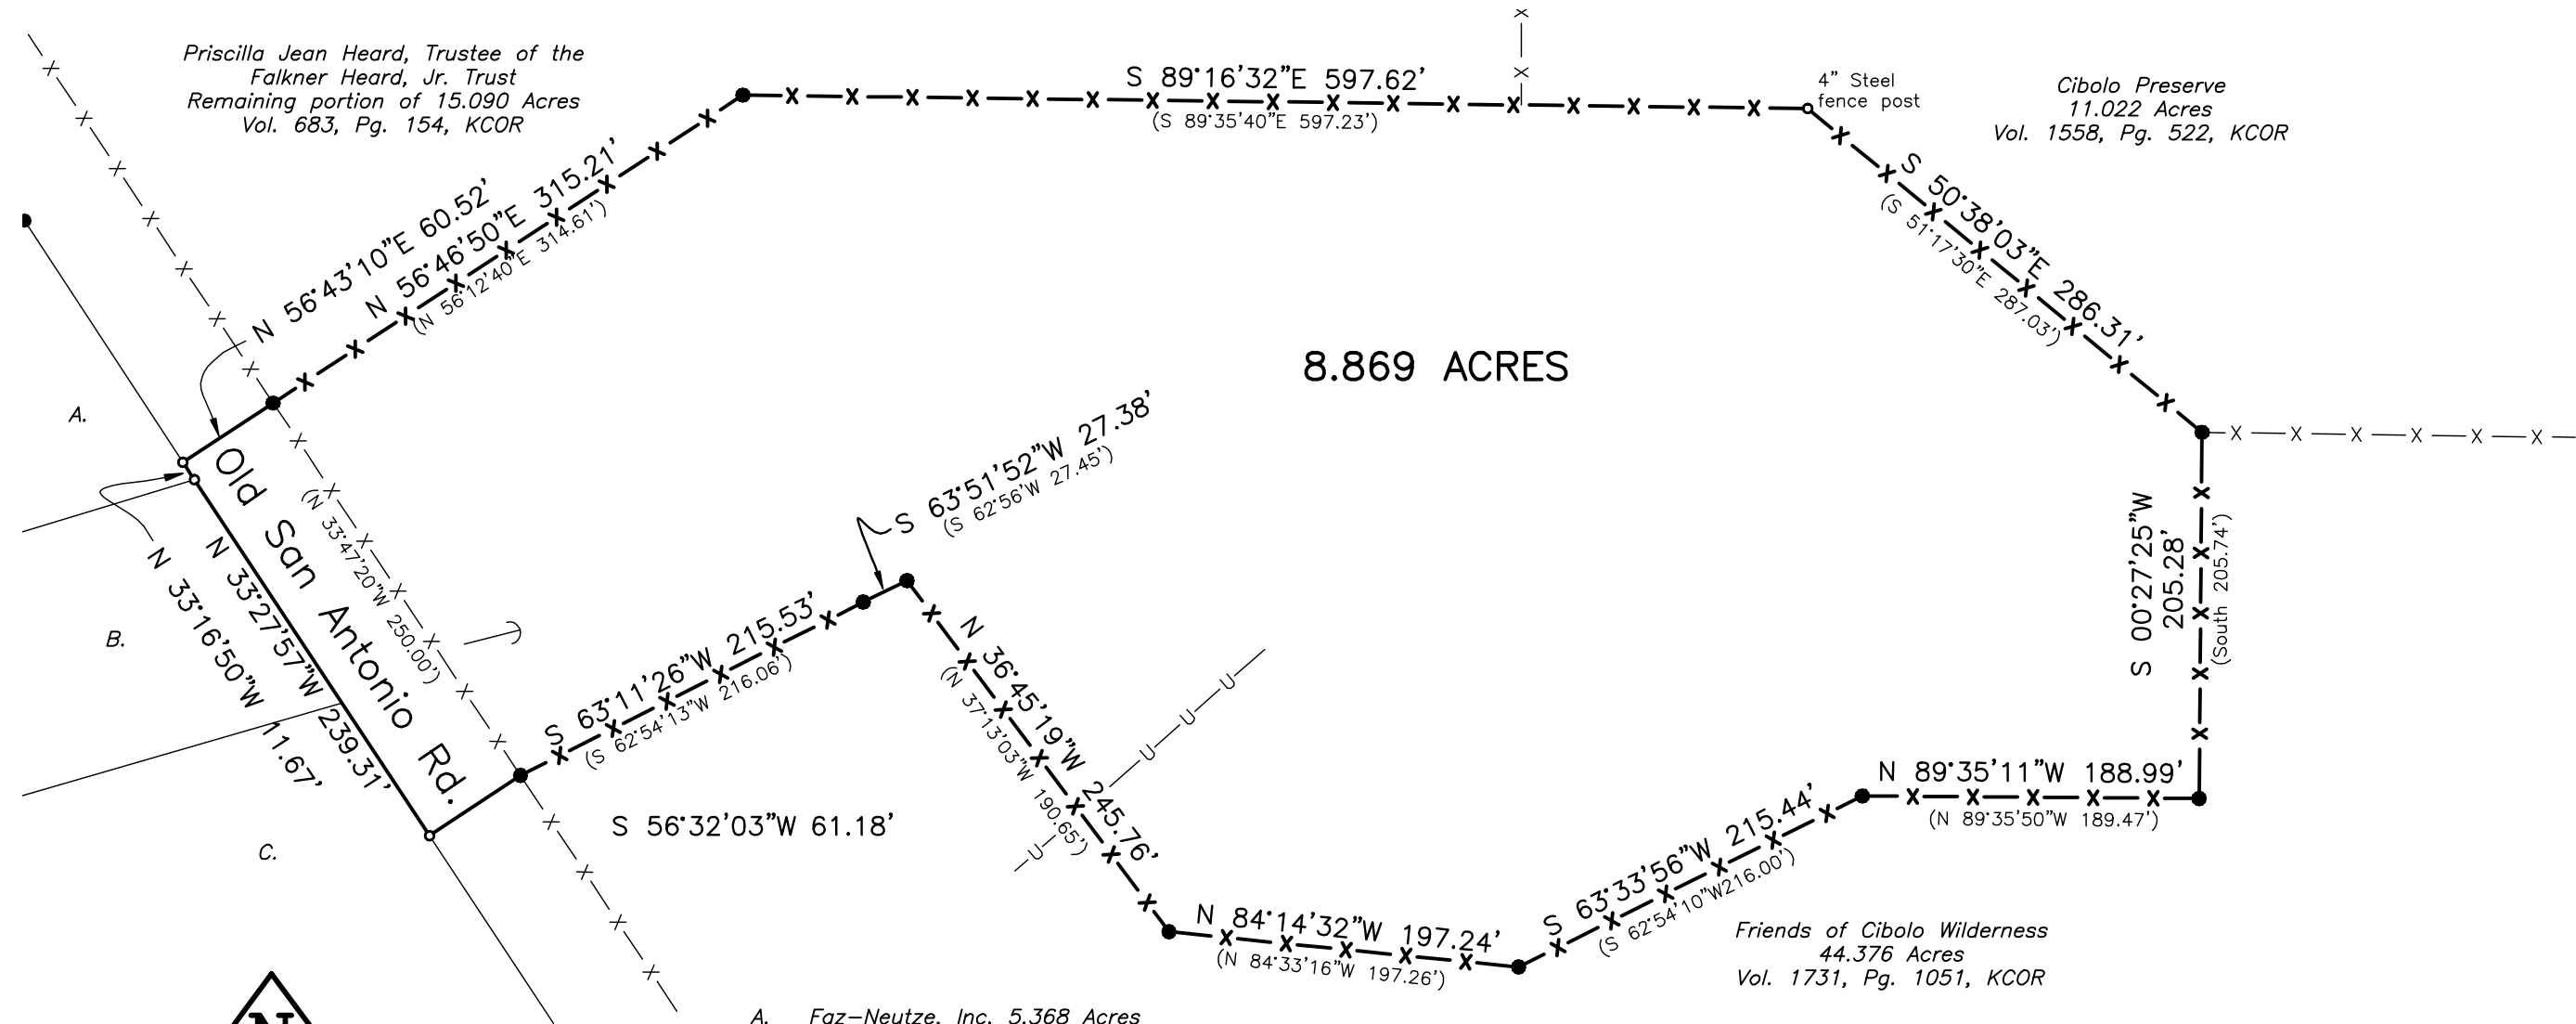 Priscilla Jean Heard, Trustee of the
Falkner Heard, Jr. Trust
Remaining portion of 15.090 Acres
Vol. 683, Pg. 154, KCOR
S 89°16'32"E 597.62'
(S 89°35'40"E 597.23')
4" Steel
fence post
Cibolo Preserve
11.022 Acres
Vol. 1558, Pg. 522, KCOR
N 56°43'10"E 60.52'
N 56°46'50"E 315.21'
(N 56°12'40"E 314.61')
S 50°38'03"E 286.31'
(S 51°17'30"E 287.03')
8.869 ACRES
A.
S 63°51'52"W 27.38'
(S 62°56'W 27.45')
Old San Antonio Rd.
(N 33°47'20"W 250.00')
N 33°27'57"W 239.31'
N 33°16'50"W 11.67'
B.
C.
S 63°11'26"W 215.53'
(S 62°54'13"W 216.06')
S 56°32'03"W 61.18'
N 36°45'19"W 245.76'
(N 37°13'03"W 190.65')
U
U
U
U
S 00°27'25"W
205.28'
(South 205.74')
N 89°35'11"W 188.99'
(N 89°35'50"W 189.47')
S 63°33'56"W 215.44'
(S 62°54'10"W216.00')
N 84°14'32"W 197.24'
(N 84°33'16"W 197.26')
Friends of Cibolo Wilderness
44.376 Acres
Vol. 1731, Pg. 1051, KCOR
N
A. Faz-Neutze, Inc. 5.368 Acres